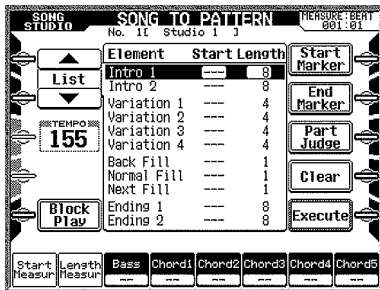 SONG STUDIO
SONG TO PATTERN
MEASURE:BEAT
No. 1[ Studio 1 ]
001:01
Element Start Length
Intro 1 --- 8
Intro 2 --- 8
Variation 1 --- 4
Variation 2 --- 4
Variation 3 --- 4
Variation 4 --- 4
Back Fill --- 1
Normal Fill --- 1
Next Fill --- 1
Ending 1 --- 8
Ending 2 --- 8
List
TEMPO
155
Block Play
Start Marker
End Marker
Part Judge
Clear
Execute
Start Measur
Length Measur
Bass Chord1 Chord2 Chord3 Chord4 Chord5
-- -- -- -- -- --